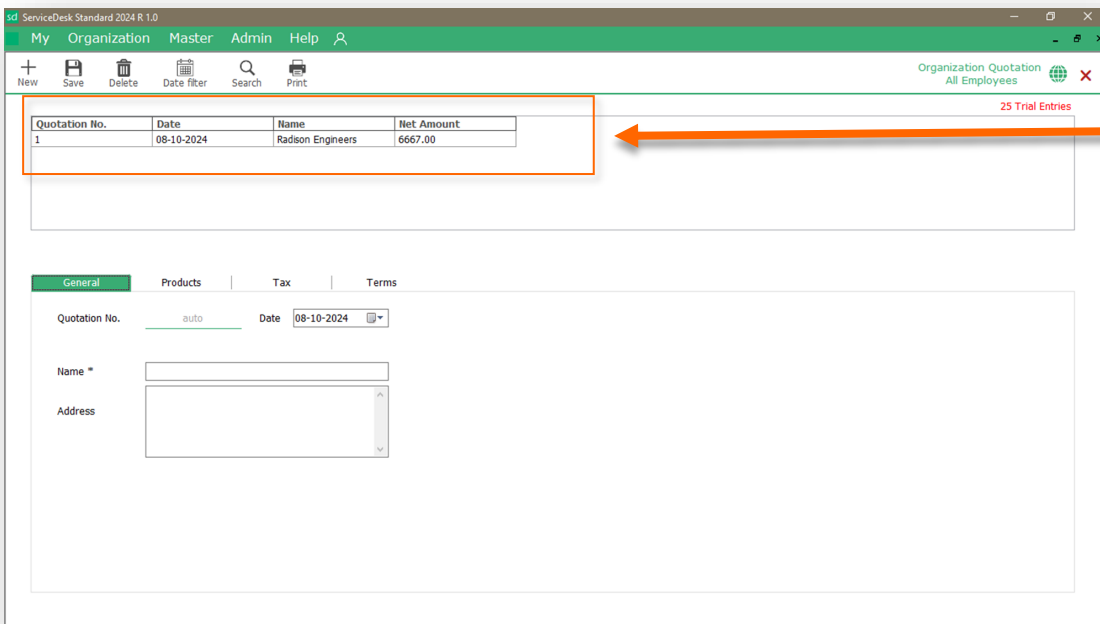 sd ServiceDesk Standard 2024 R 1.0
My Organization Master Admin Help
New Save Delete Date filter Search Print
Organization Quotation
All Employees
25 Trial Entries
Quotation No. Date Name Net Amount
1 08-10-2024 Radison Engineers 6667.00
General Products Tax Terms
Quotation No. auto Date 08-10-2024
Name *
Address